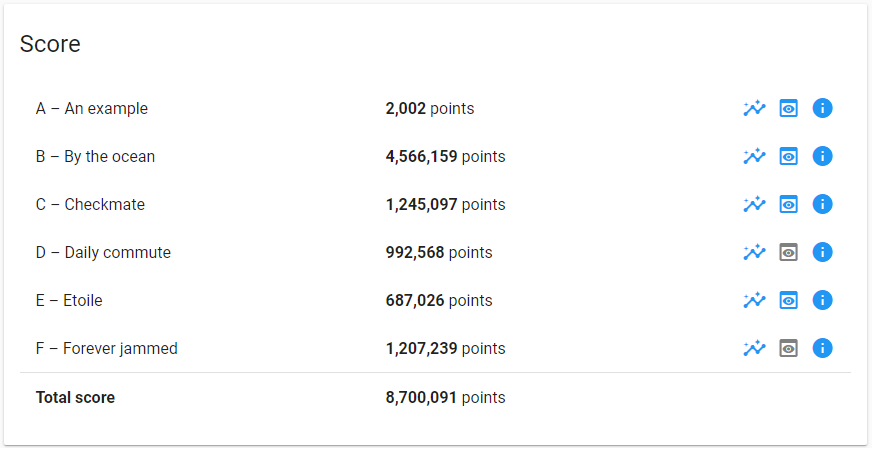 Score
A – An example 2,002 points
B – By the ocean 4,566,159 points
C – Checkmate 1,245,097 points
D – Daily commute 992,568 points
E – Etoile 687,026 points
F – Forever jammed 1,207,239 points
Total score 8,700,091 points